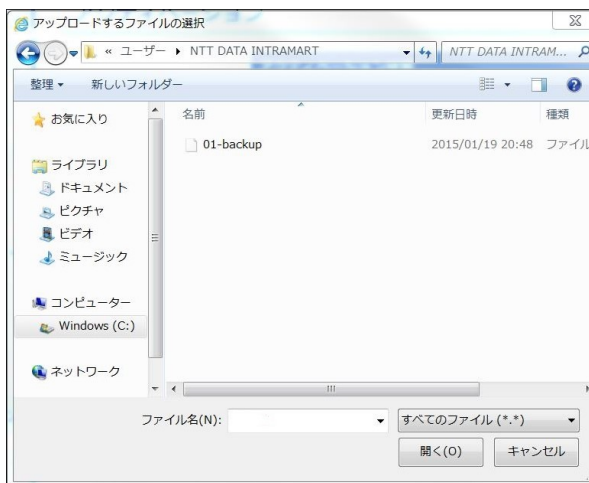 アップロードするファイルの選択
« ユーザー ▸ NTT DATA INTRAMART
NTT DATA INTRAM...
整理 新しいフォルダー
お気に入り
ライブラリ
ドキュメント
ピクチャ
ビデオ
ミュージック
コンピューター
Windows (C:)
ネットワーク
名前 更新日時 種類
01-backup 2015/01/19 20:48 ファイル
ファイル名(N):
すべてのファイル (*.*)
開く(O) キャンセル